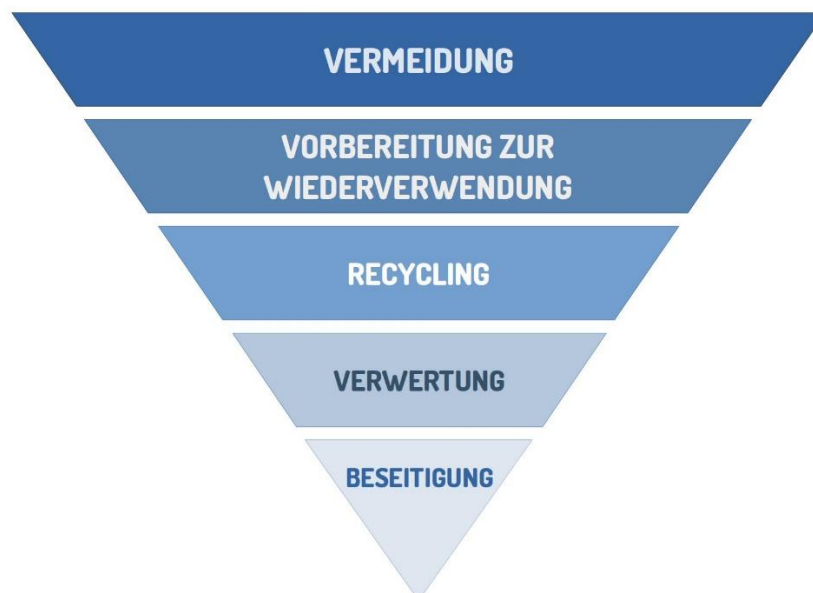 VERMEIDUNG
VORBEREITUNG ZUR
WIEDERVERWENDUNG
RECYCLING
VERWERTUNG
BESEITIGUNG